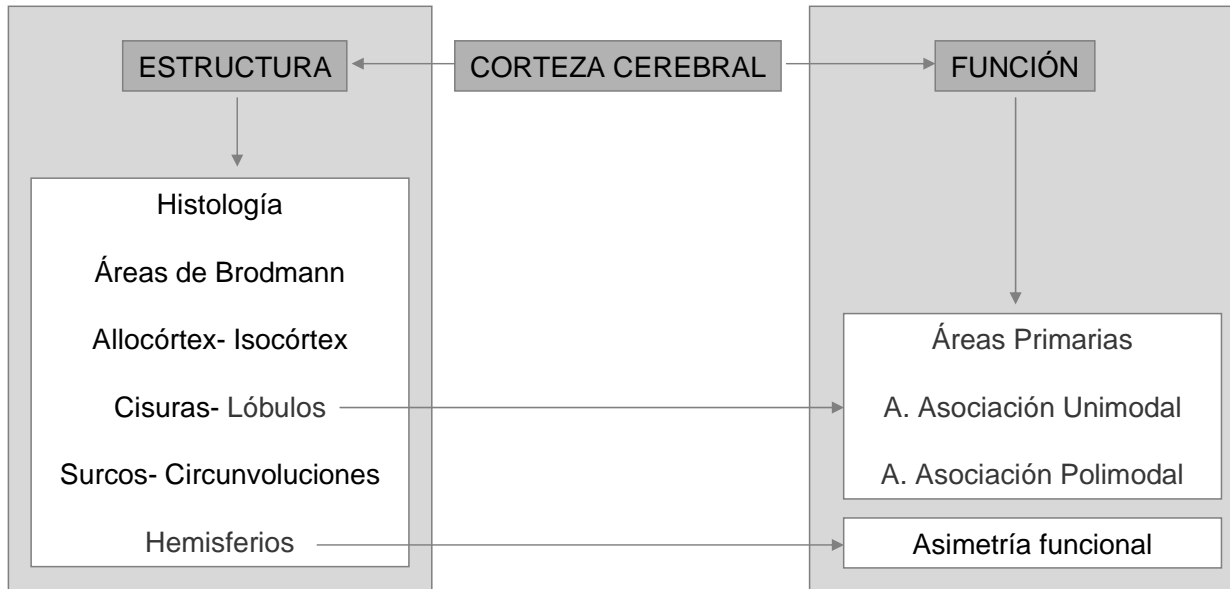 ESTRUCTURA
CORTEZA CEREBRAL
FUNCIÓN
Histología
Áreas de Brodmann
Allocórtex- Isocórtex
Cisuras- Lóbulos
Surcos- Circunvoluciones
Hemisferios
Áreas Primarias
A. Asociación Unimodal
A. Asociación Polimodal
Asimetría funcional